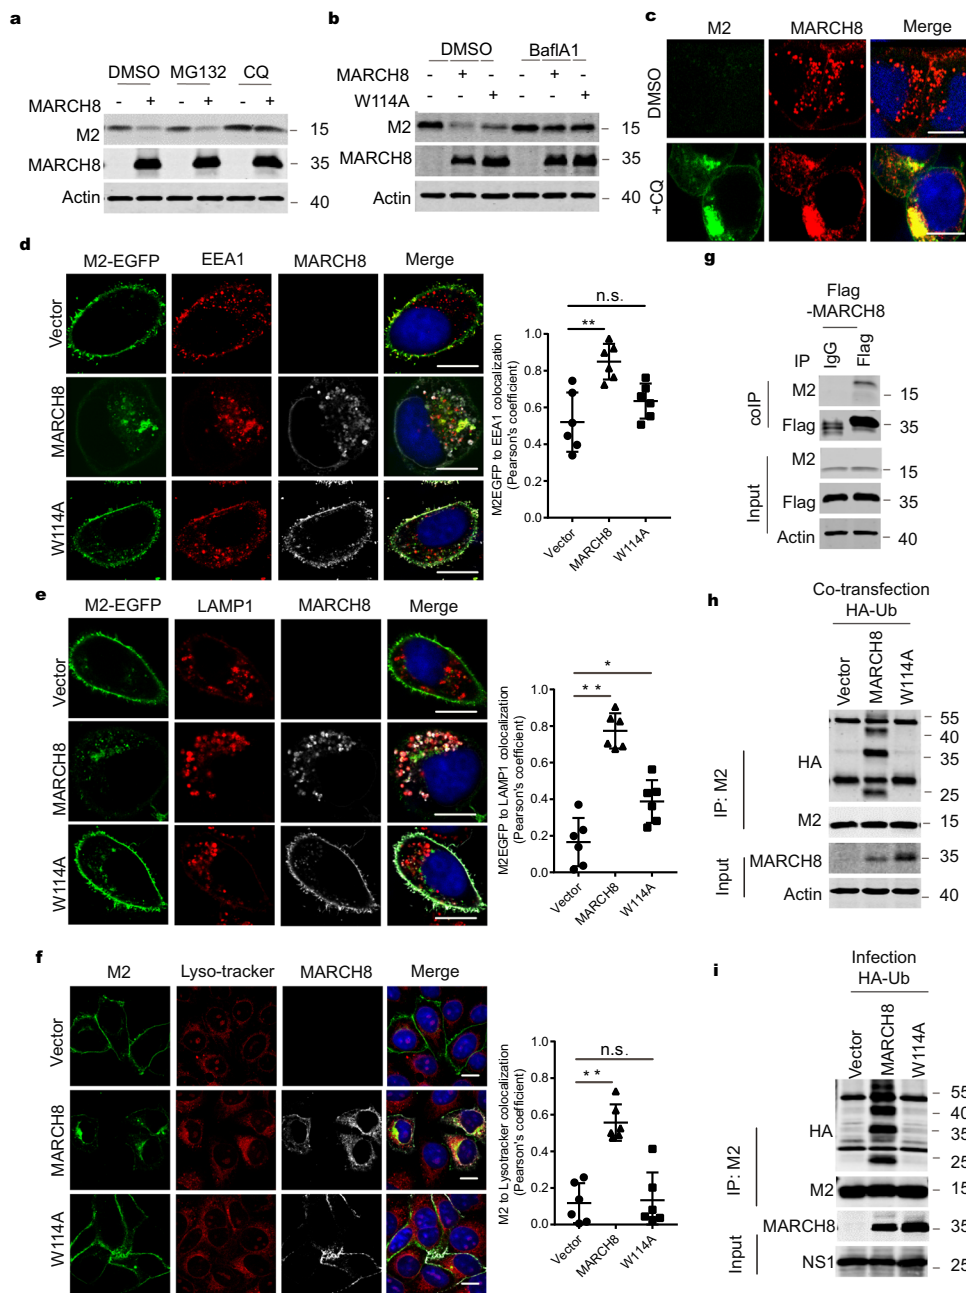 a
DMSO MG132 CQ
MARCH8 - + - + - +
M2 15
MARCH8 35
Actin 40
b
DMSO BaflA1
MARCH8 - + - - + -
W114A - - + - - +
M2 15
MARCH8 35
Actin 40
c
M2 MARCH8 Merge
DMSO
+CQ
d
M2-EGFP EEA1 MARCH8 Merge
Vector
MARCH8
W114A
M2EGFP to EEA1 colocalization
(Pearson's coefficient)
n.s.
**
1.0
0.8
0.6
0.4
0.2
0.0
Vector
MARCH8
W114A
e
M2-EGFP LAMP1 MARCH8 Merge
Vector
MARCH8
W114A
M2EGFP to LAMP1 colocalization
(Pearson's coefficient)
*
**
1.0
0.8
0.6
0.4
0.2
0.0
Vector
MARCH8
W114A
f
M2 Lyso-tracker MARCH8 Merge
Vector
MARCH8
W114A
M2 to Lysotracker colocalization
(Pearson's coefficient)
n.s.
**
1.0
0.8
0.6
0.4
0.2
0.0
Vector
MARCH8
W114A
g
Flag
-MARCH8
IP IgG Flag
coIP
M2 15
Flag 35
Input
M2 15
Flag 35
Actin 40
h
Co-transfection
HA-Ub
Vector MARCH8 W114A
IP: M2
HA
55
40
35
25
M2 15
Input
MARCH8 35
Actin 40
i
Infection
HA-Ub
Vector MARCH8 W114A
IP: M2
HA
55
40
35
25
M2 15
Input
MARCH8 35
NS1 25